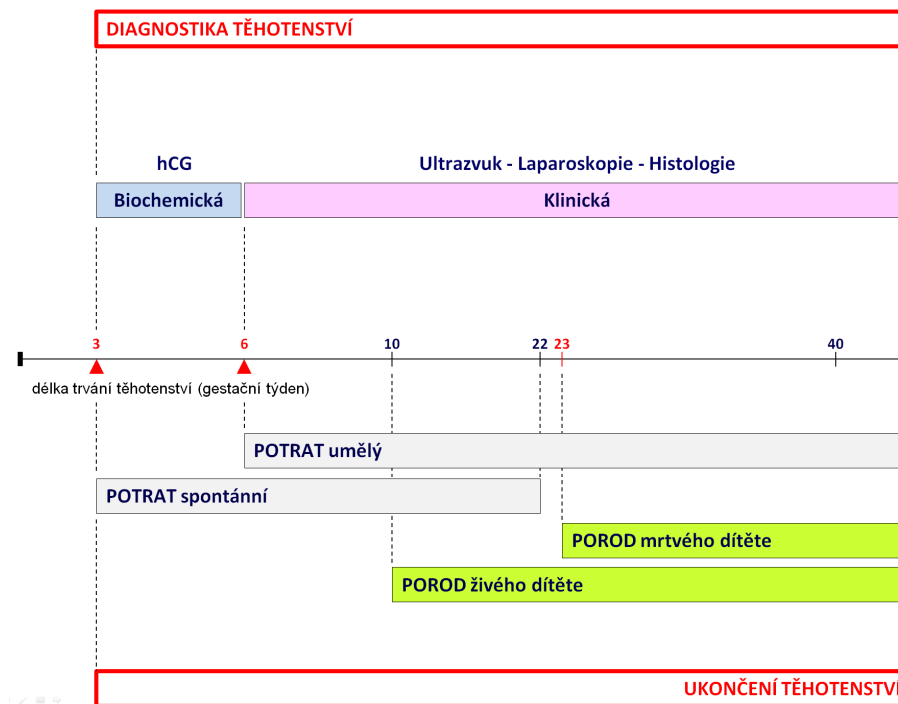 DIAGNOSTIKA TĚHOTENSTVÍ
hCG
Ultrazvuk - Laparoskopie - Histologie
Biochemická
Klinická
3 6 10 22 23 40
délka trvání těhotenství (gestační týden)
POTRAT umělý
POTRAT spontánní
POROD mrtvého dítěte
POROD živého dítěte
UKONČENÍ TĚHOTENSTVÍ